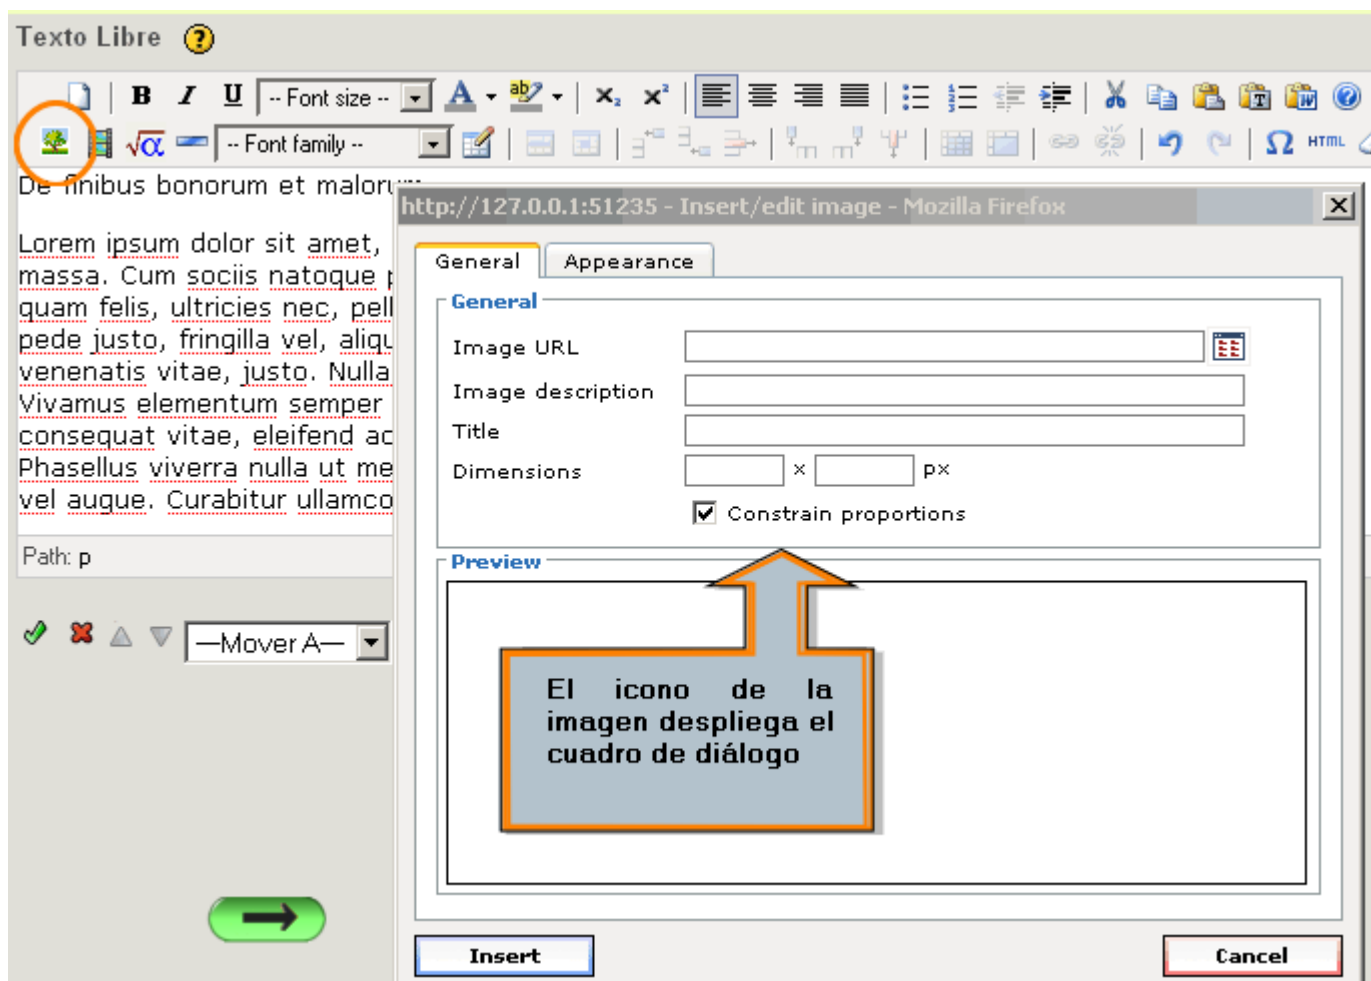 Texto Libre ?
B I U -- Font size -- A ab x₂ x² T W ?
√α -- Font family -- Ω HTML
De finibus bonorum et malorum
http://127.0.0.1:51235 - Insert/edit image - Mozilla Firefox
General Appearance
General
Image URL
Image description
Title
Dimensions x px
Constrain proportions
Preview
Lorem ipsum dolor sit amet,
massa. Cum sociis natoque p
quam felis, ultricies nec, pell
pede justo, fringilla vel, aliqu
venenatis vitae, justo. Nulla
Vivamus elementum semper
consequat vitae, eleifend ac
Phasellus viverra nulla ut me
vel augue. Curabitur ullamco
Path: p
—Mover A—
El icono de la
imagen despliega el
cuadro de diálogo
Insert Cancel